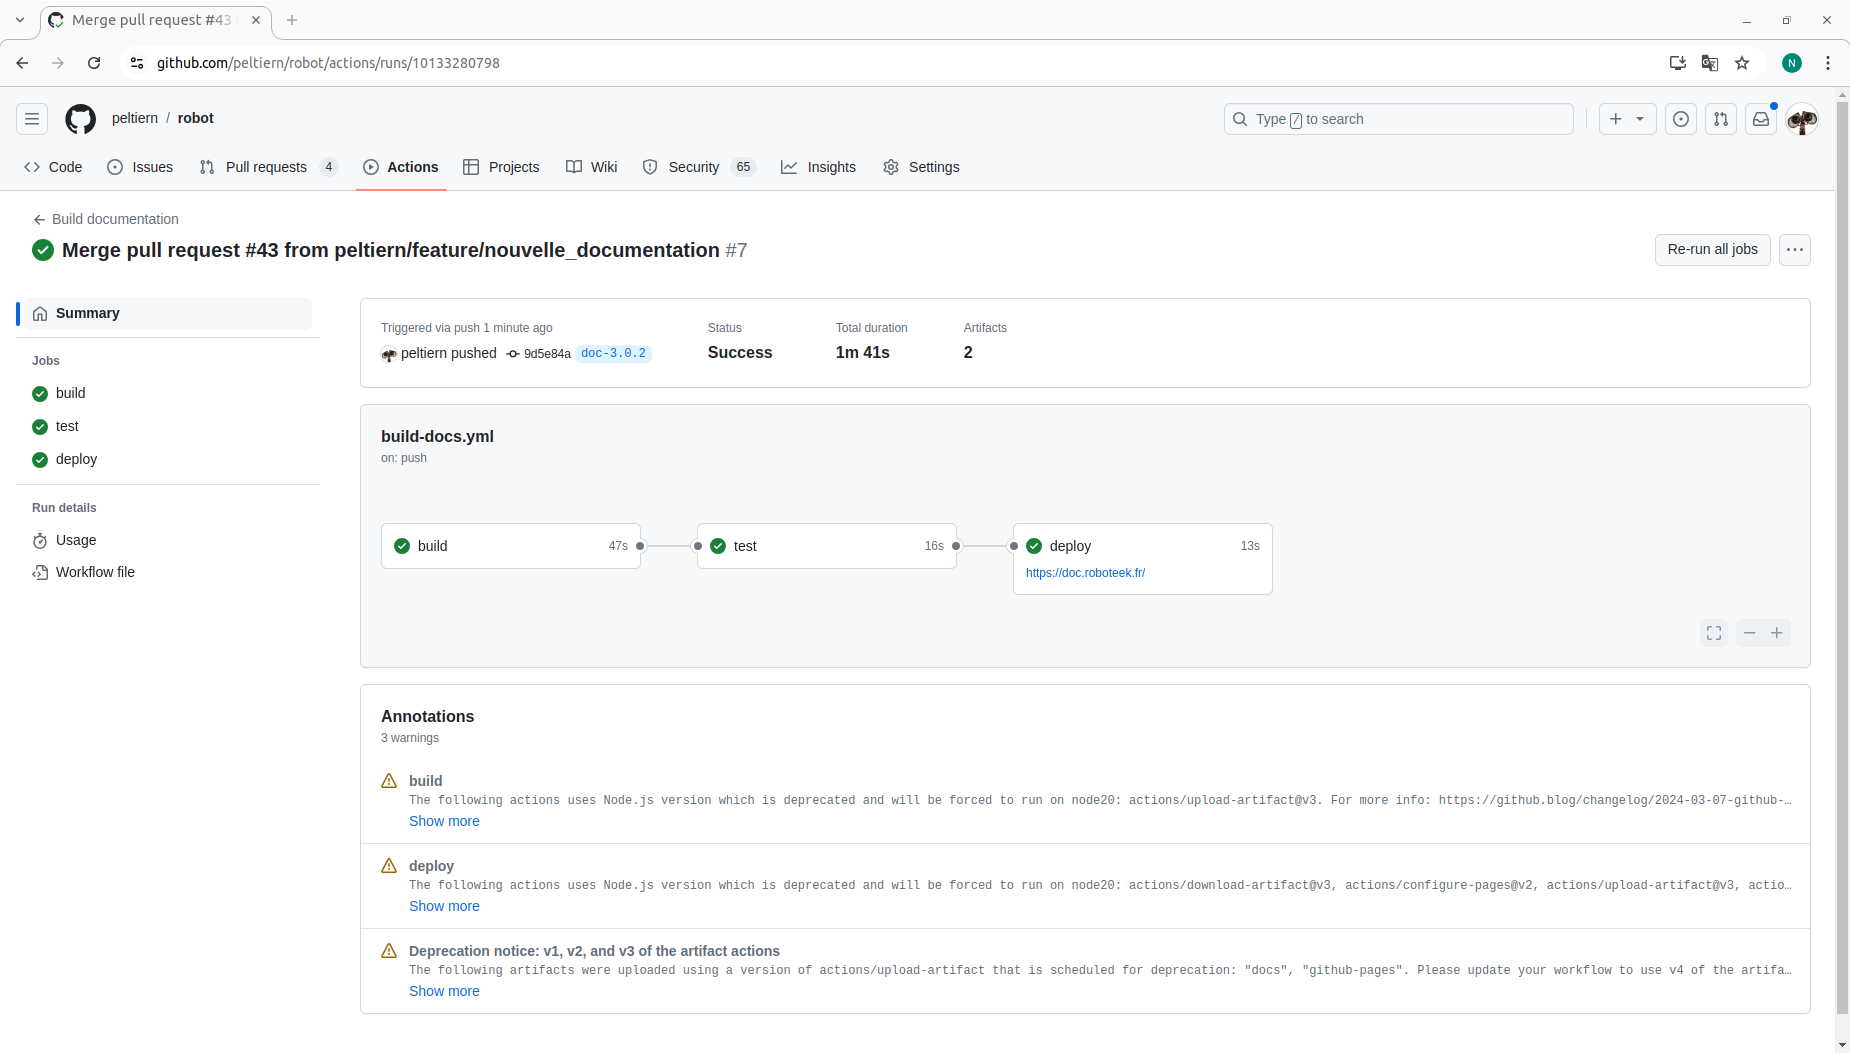 Merge pull request #43
github.com/peltiern/robot/actions/runs/10133280798
N
peltiern / robot
Type / to search
Code
Issues
Pull requests 4
Actions
Projects
Wiki
Security 65
Insights
Settings
Build documentation
Merge pull request #43 from peltiern/feature/nouvelle_documentation #7
Re-run all jobs
Summary
Jobs
build
test
deploy
Run details
Usage
Workflow file
Triggered via push 1 minute ago
peltiern pushed 9d5e84a doc-3.0.2
Status
Success
Total duration
1m 41s
Artifacts
2
build-docs.yml
on: push
build 47s
test 16s
deploy 13s
https://doc.roboteek.fr/
Annotations
3 warnings
build
The following actions uses Node.js version which is deprecated and will be forced to run on node20: actions/upload-artifact@v3. For more info: https://github.blog/changelog/2024-03-07-github-…
Show more
deploy
The following actions uses Node.js version which is deprecated and will be forced to run on node20: actions/download-artifact@v3, actions/configure-pages@v2, actions/upload-artifact@v3, actio…
Show more
Deprecation notice: v1, v2, and v3 of the artifact actions
The following artifacts were uploaded using a version of actions/upload-artifact that is scheduled for deprecation: "docs", "github-pages". Please update your workflow to use v4 of the artifa…
Show more